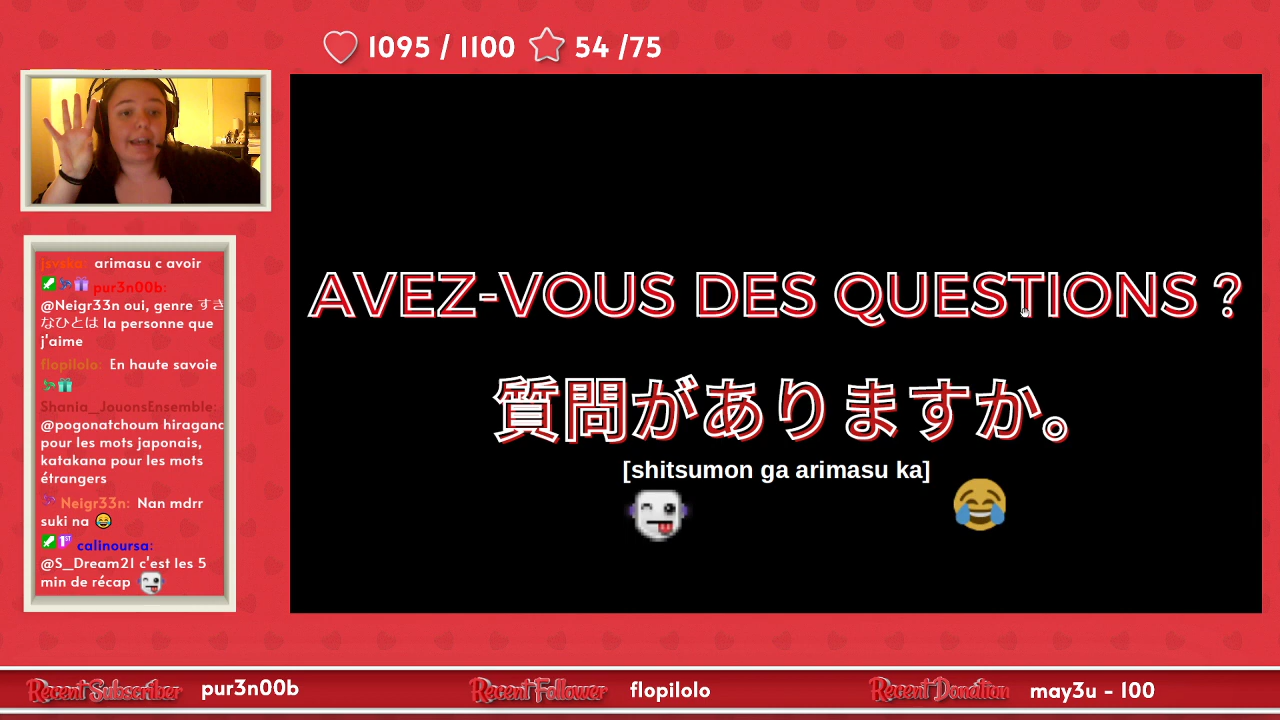 1095 / 1100 54 /75
jsvska: arimasu c avoir
pur3n00b:
@Neigr33n oui, genre すき
なひとは la personne que
j'aime
flopilolo: En haute savoie
Shania_JouonsEnsemble:
@pogonatchoum hiragana
pour les mots japonais,
katakana pour les mots
étrangers
Neigr33n: Nan mdrr
suki na
1ST calinoursa:
@S_Dream21 c'est les 5
min de récap
AVEZ-VOUS DES QUESTIONS ?
質問がありますか。
[shitsumon ga arimasu ka]
Recent Subscriber pur3n00b
Recent Follower flopilolo
Recent Donation may3u - 100